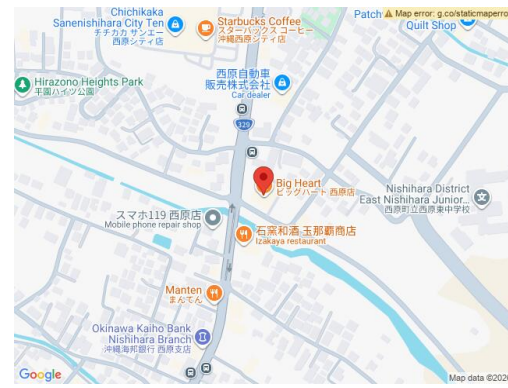 Chichikaka
Sanenishihara City Ten
チチカカ サンエー
西原シティ店
Starbucks Coffee
スターバックス コーヒー
沖縄西原シティ店
Patch
Quilt Shop
Map error: g.co/staticmaperro
Hirazono Heights Park
平園ハイツ公園
西原自動車
販売株式会社
Car dealer
329
Big Heart
ビッグハート 西原店
Nishihara District
East Nishihara Junior...
西原町立西原東中学校
スマホ119 西原店
Mobile phone repair shop
石窯和酒 玉那覇商店
Izakaya restaurant
Manten
まんてん
Okinawa Kaiho Bank
Nishihara Branch
沖縄海邦銀行 西原支店
Google
Map data ©2026